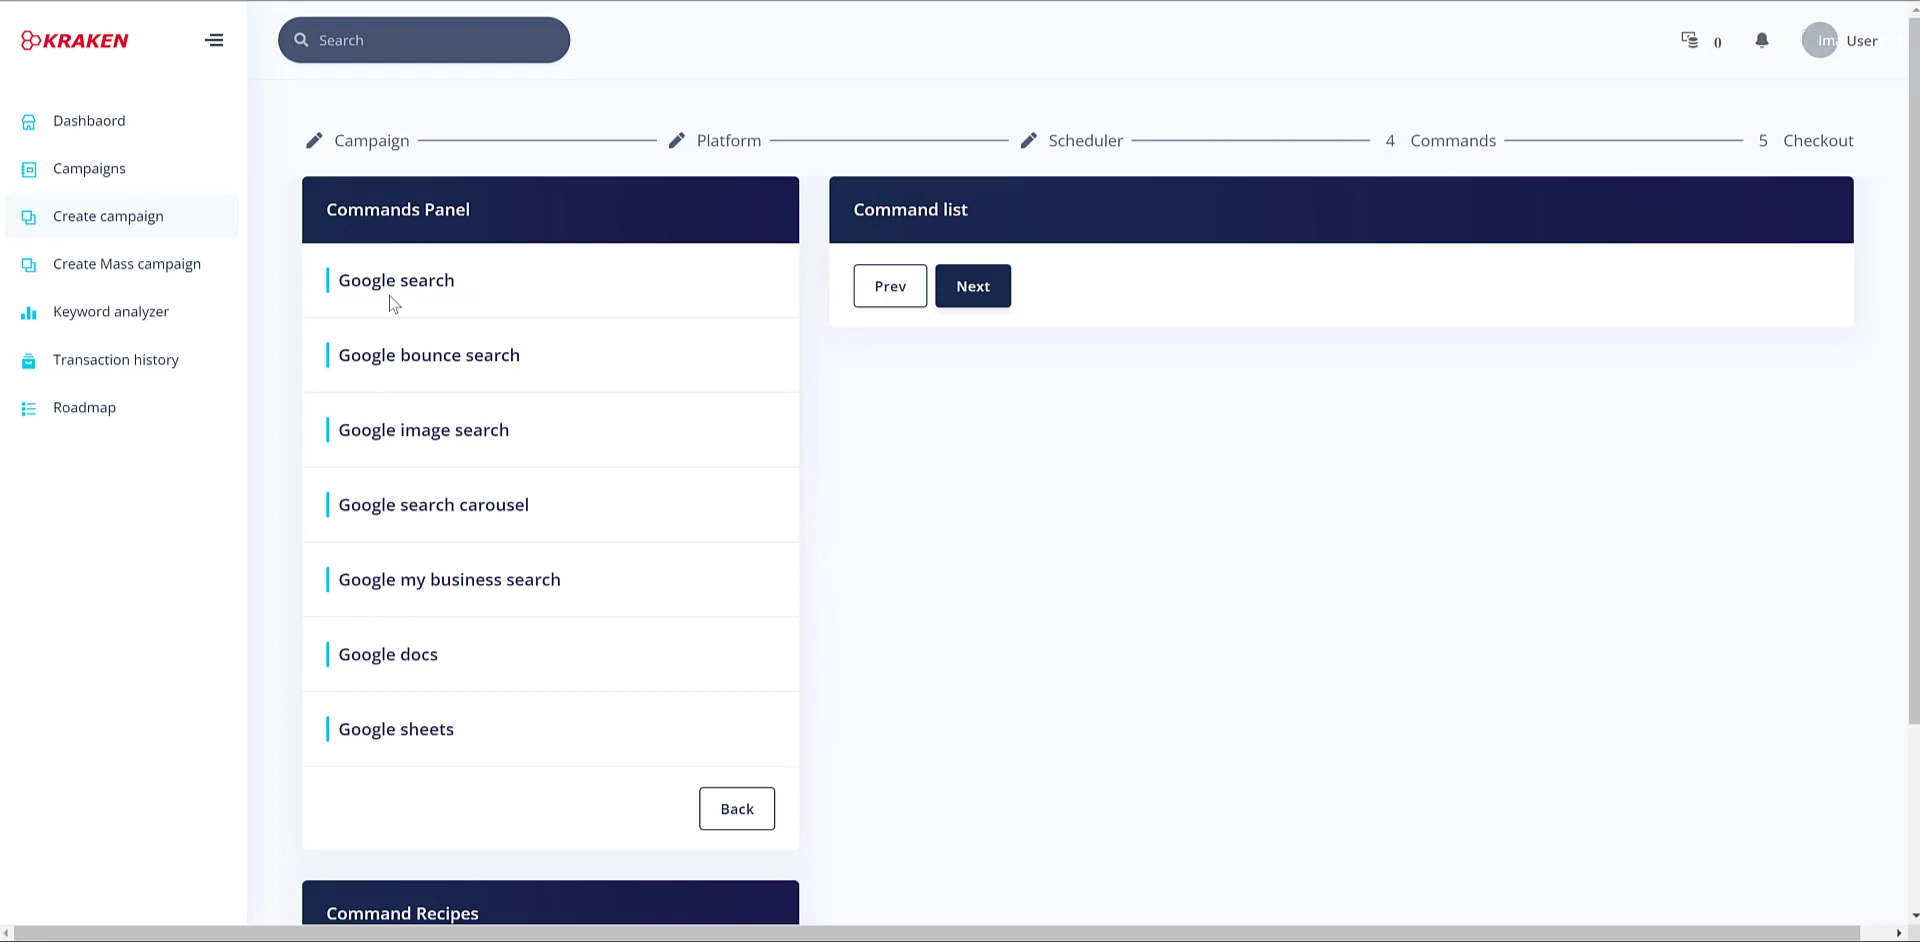 KRAKEN
Search
0
Im
User
Dashbaord
Campaigns
Create campaign
Create Mass campaign
Keyword analyzer
Transaction history
Roadmap
Campaign
Platform
Scheduler
4 Commands
5 Checkout
Commands Panel
Google search
Google bounce search
Google image search
Google search carousel
Google my business search
Google docs
Google sheets
Back
Command Recipes
Command list
Prev
Next